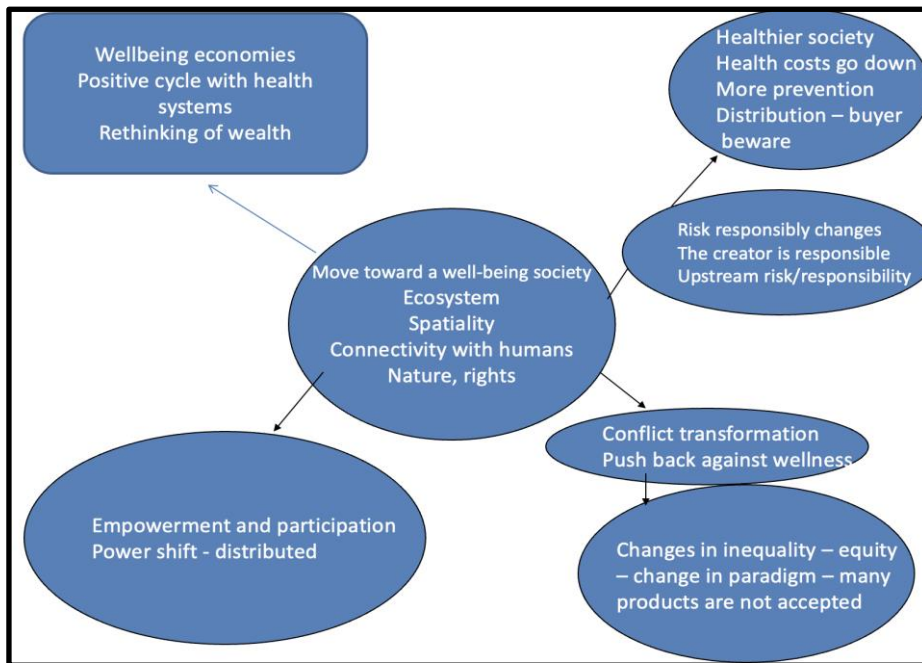 Wellbeing economies
Positive cycle with health
systems
Rethinking of wealth
Healthier society
Health costs go down
More prevention
Distribution – buyer
beware
Risk responsibly changes
The creator is responsible
Upstream risk/responsibility
Move toward a well-being society
Ecosystem
Spatiality
Connectivity with humans
Nature, rights
Conflict transformation
Push back against wellness
Empowerment and participation
Power shift - distributed
Changes in inequality – equity
– change in paradigm – many
products are not accepted